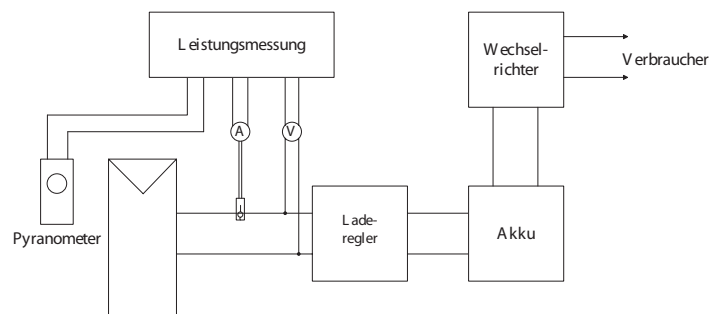 Leistungsmessung
Wechsel-
richter
Verbraucher
A
V
Pyranometer
Lade-
regler
Akku